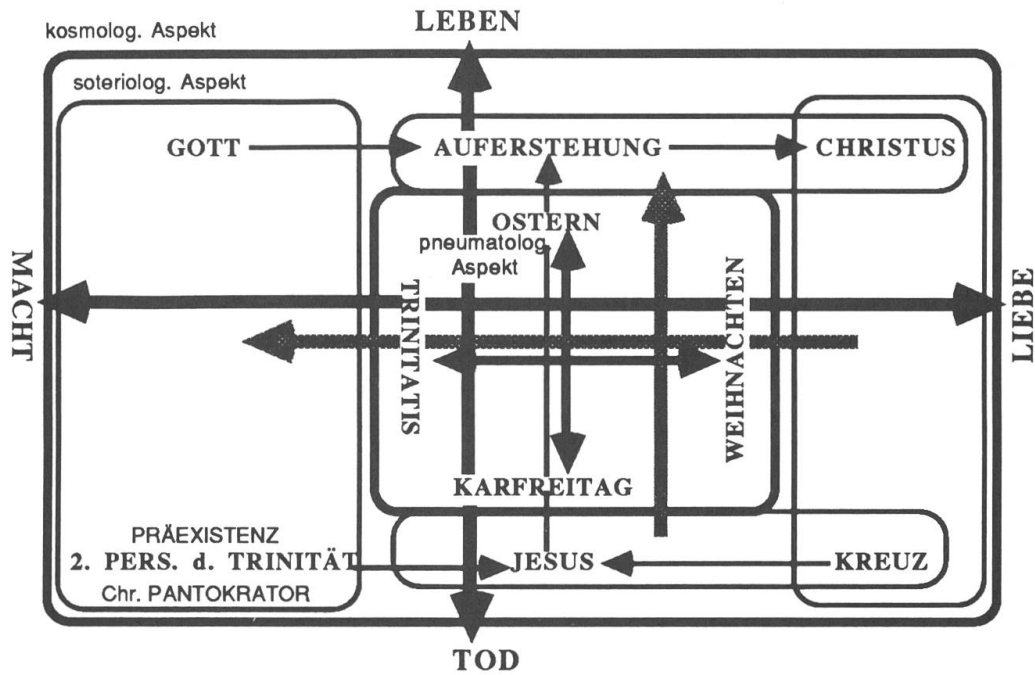 LEBEN
kosmolog. Aspekt
soteriolog. Aspekt
GOTT
AUFERSTEHUNG
CHRISTUS
OSTERN
pneumatolog.
Aspekt
MACHT
TRINITATIS
WEIHNACHTEN
LIEBE
KARFREITAG
PRÄEXISTENZ
2. PERS. d. TRINITÄT
JESUS
KREUZ
Chr. PANTOKRATOR
TOD